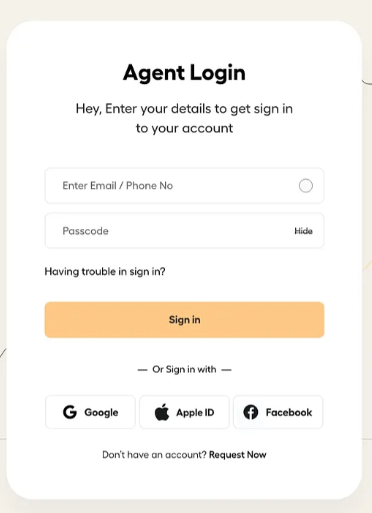 Agent Login
Hey, Enter your details to get sign in
to your account
Enter Email / Phone No
Passcode
Hide
Having trouble in sign in?
Sign in
— Or Sign in with —
Google
Apple ID
Facebook
Don't have an account? Request Now